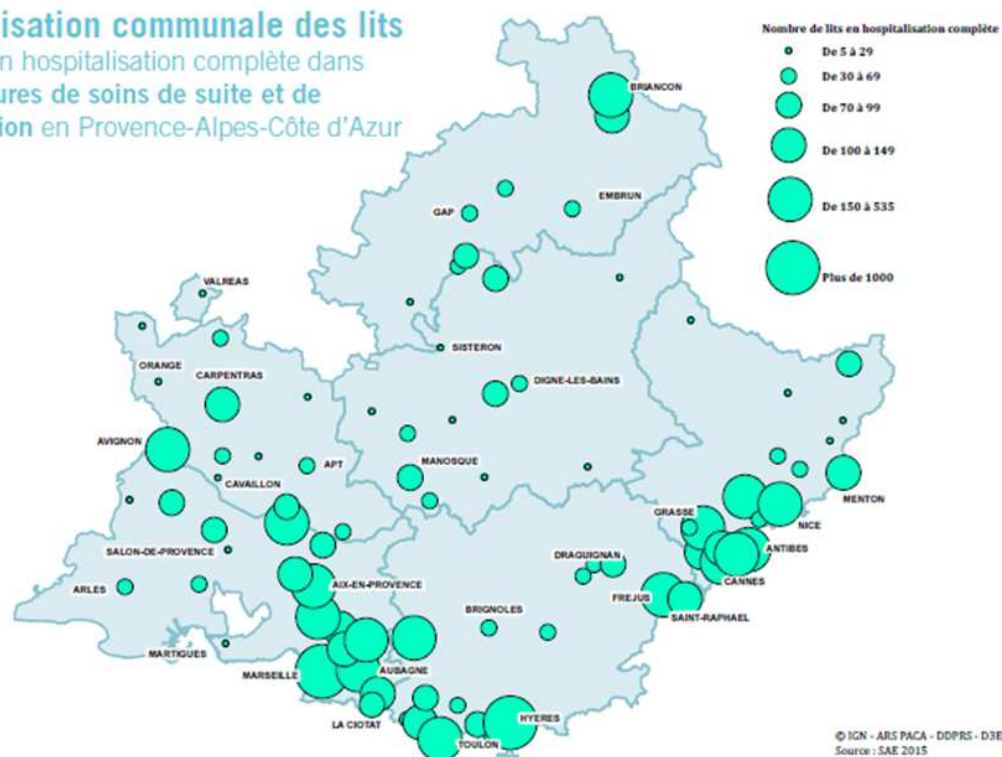 isation communale des lits
n hospitalisation complète dans
ures de soins de suite et de
ion en Provence-Alpes-Côte d'Azur
Nombre de lits en hospitalisation complète
De 5 à 29
De 30 à 69
De 70 à 99
De 100 à 149
De 150 à 535
Plus de 1000
BRIANCON
EMBRUN
GAP
VALREAS
SISTERON
ORANGE
CARPENTRAS
DIGNE-LES-BAINS
AVIGNON
MANOSQUE
APT
CAVAILLON
MENTON
GRASSE
NICE
SALON-DE-PROVENCE
DRAGUIGNAN
ANTIBES
CANNES
ARLES
AIX-EN-PROVENCE
FREJUS
SAINT-RAPHAEL
BRIGNOLES
MARTIGUES
MARSEILLE
AUBAGNE
LA CIOTAT
HYERES
TOULON
© IGN - ARS PACA - DDPRS - D3E
Source : SAE 2015